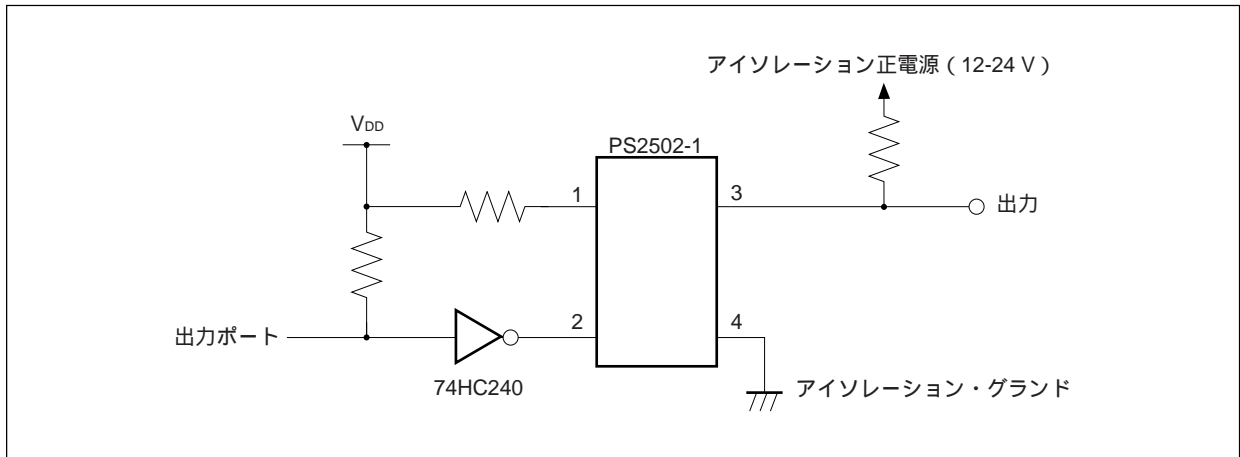 アイソレーション正電源（12-24 V）
VDD
PS2502-1
1
3
出力
2
4
出力ポート
74HC240
アイソレーション・グランド